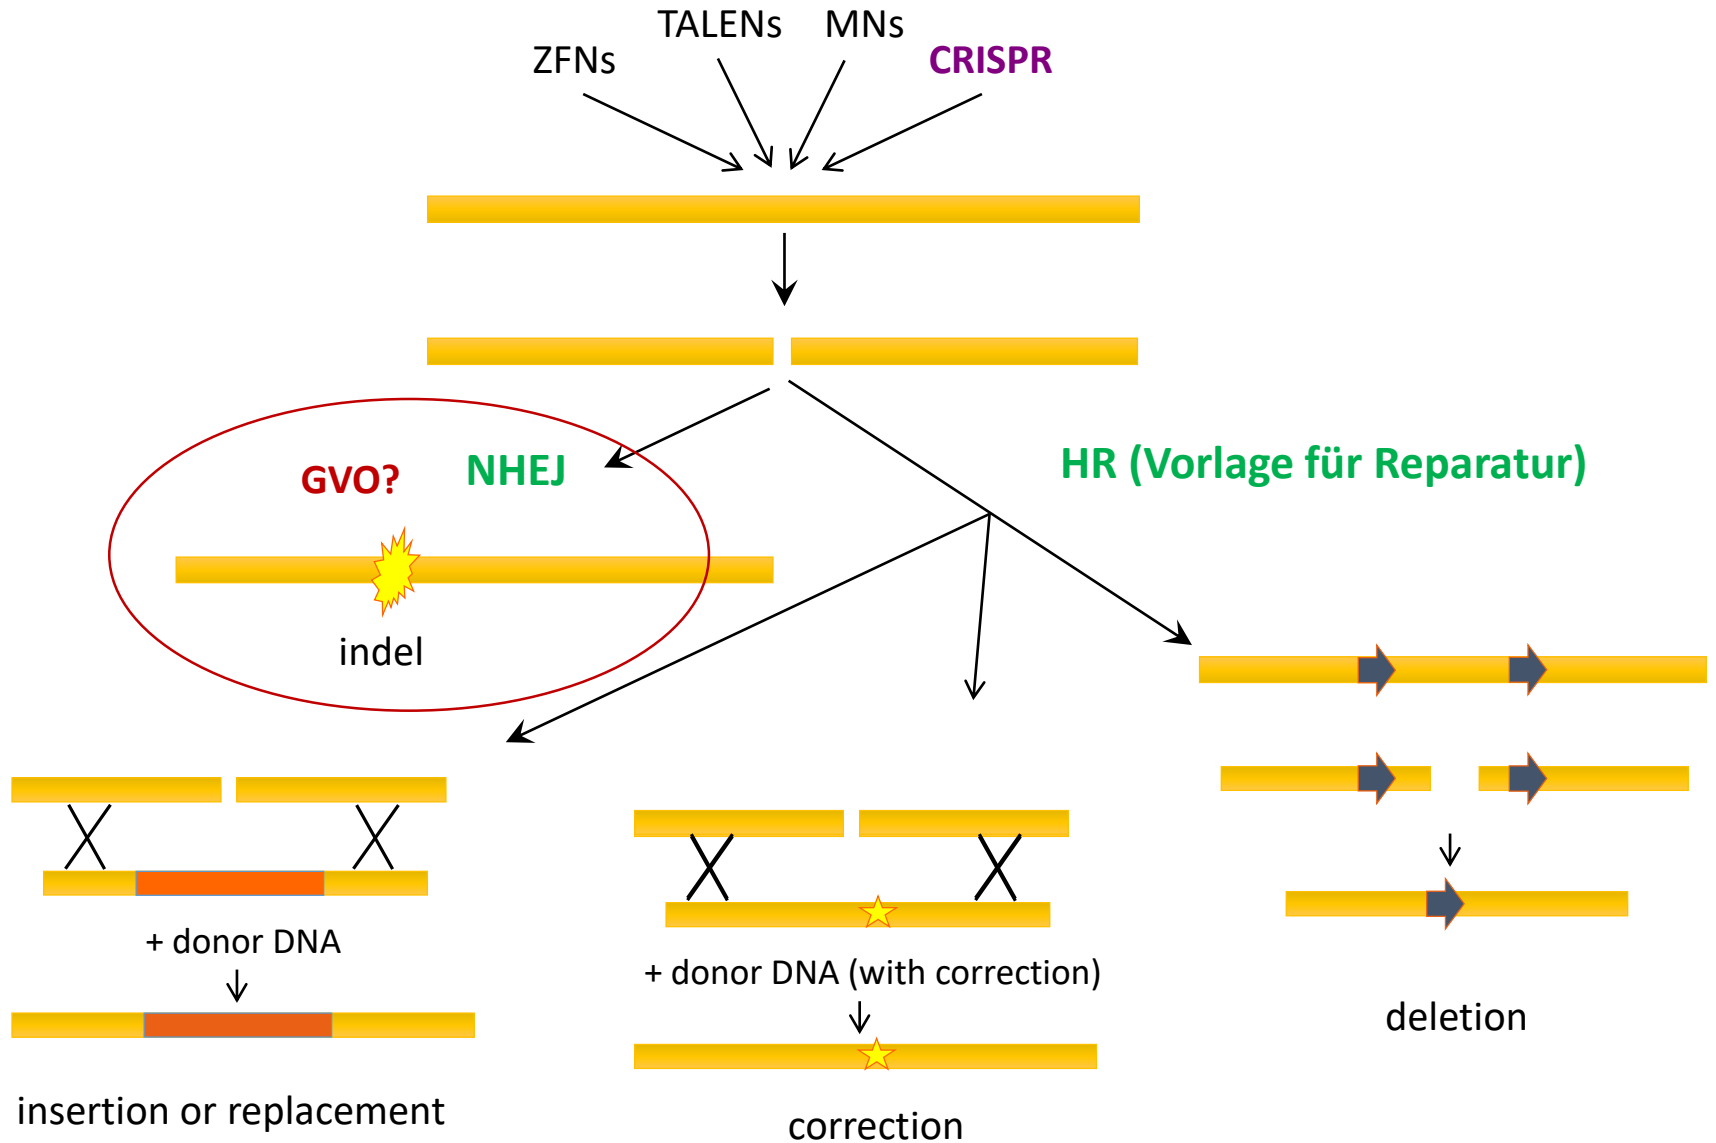 TALENs
MNs
ZFNs
CRISPR
GVO?
NHEJ
HR (Vorlage für Reparatur)
indel
+ donor DNA
insertion or replacement
+ donor DNA (with correction)
correction
deletion